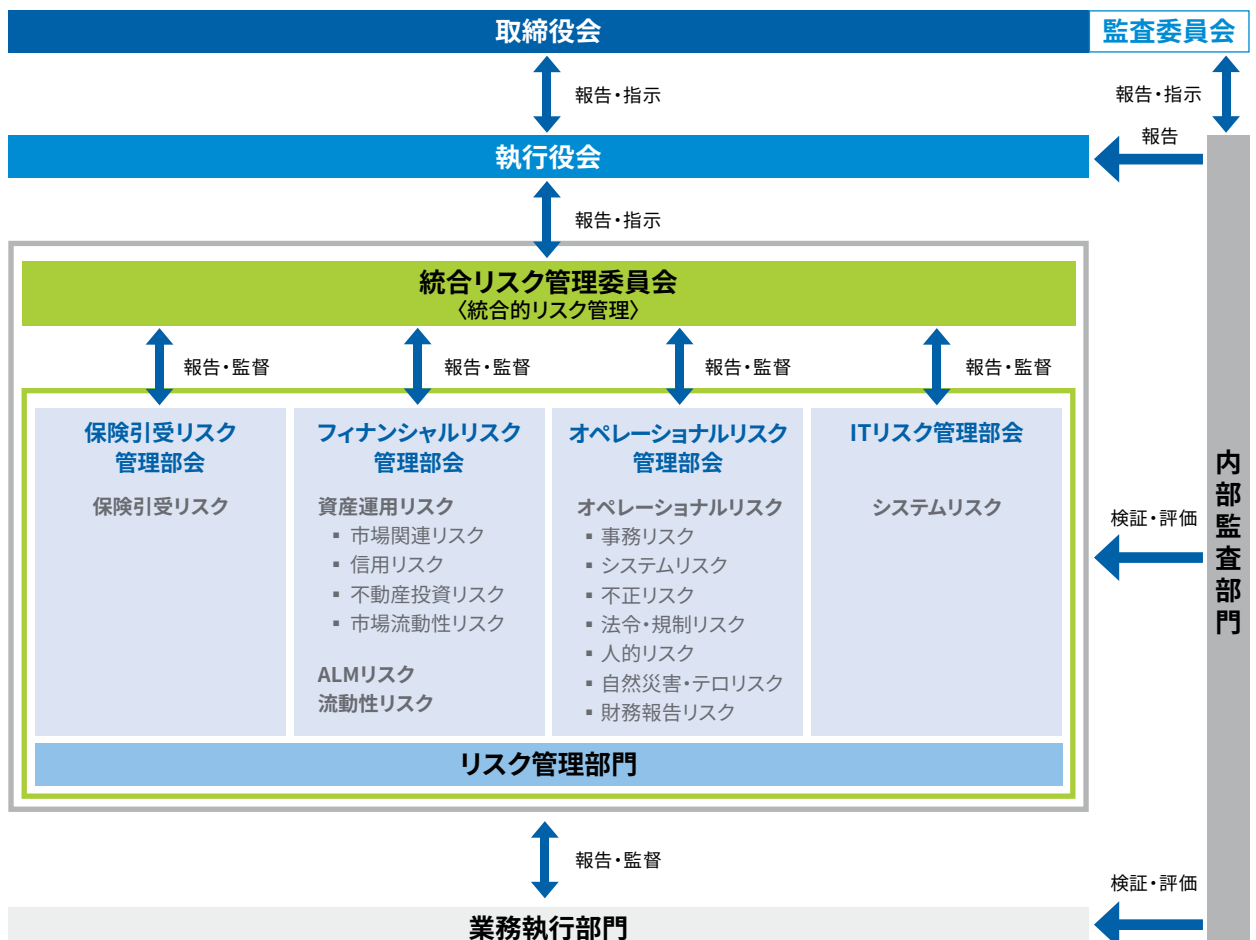 取締役会
監査委員会
報告・指示
報告・指示
執行役会
報告
報告・指示
統合リスク管理委員会
〈統合的リスク管理〉
報告・監督
報告・監督
報告・監督
報告・監督
保険引受リスク
管理部会
保険引受リスク
フィナンシャルリスク
管理部会
資産運用リスク
▪ 市場関連リスク
▪ 信用リスク
▪ 不動産投資リスク
▪ 市場流動性リスク
ALMリスク
流動性リスク
オペレーショナルリスク
管理部会
オペレーショナルリスク
▪ 事務リスク
▪ システムリスク
▪ 不正リスク
▪ 法令・規制リスク
▪ 人的リスク
▪ 自然災害・テロリスク
▪ 財務報告リスク
ITリスク管理部会
システムリスク
リスク管理部門
検証・評価
内部監査部門
報告・監督
検証・評価
業務執行部門